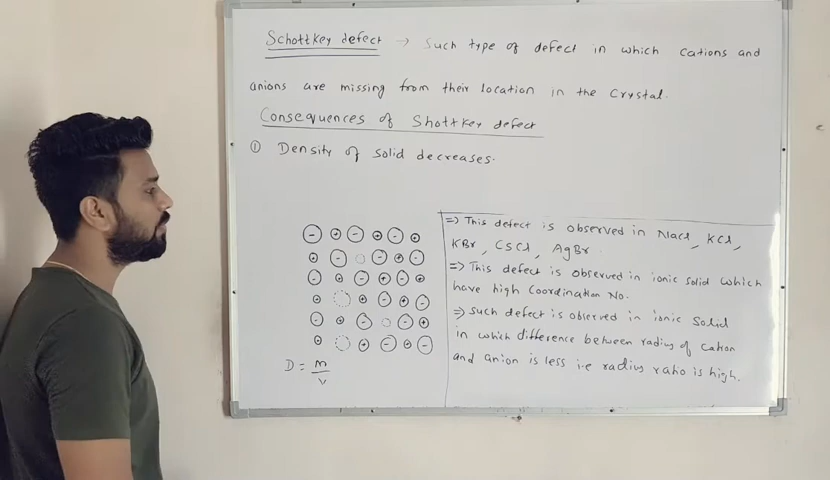 Schottkey defect → Such type of defect in which cations and
anions are missing from their location in the crystal.
Consequences of Shottkey defect
① Density of solid decreases.
- + - + - +
+ - + - +
- + - + - +
+ + - + -
- + - - +
+ + - + -
D = m/v
=> This defect is observed in NaCl, KCl,
KBr, CsCl, AgBr.
=> This defect is observed in ionic solid which
have high coordination No.
=> Such defect is observed in ionic solid
in which difference between radius of cation
and anion is less i.e radius ratio is high.